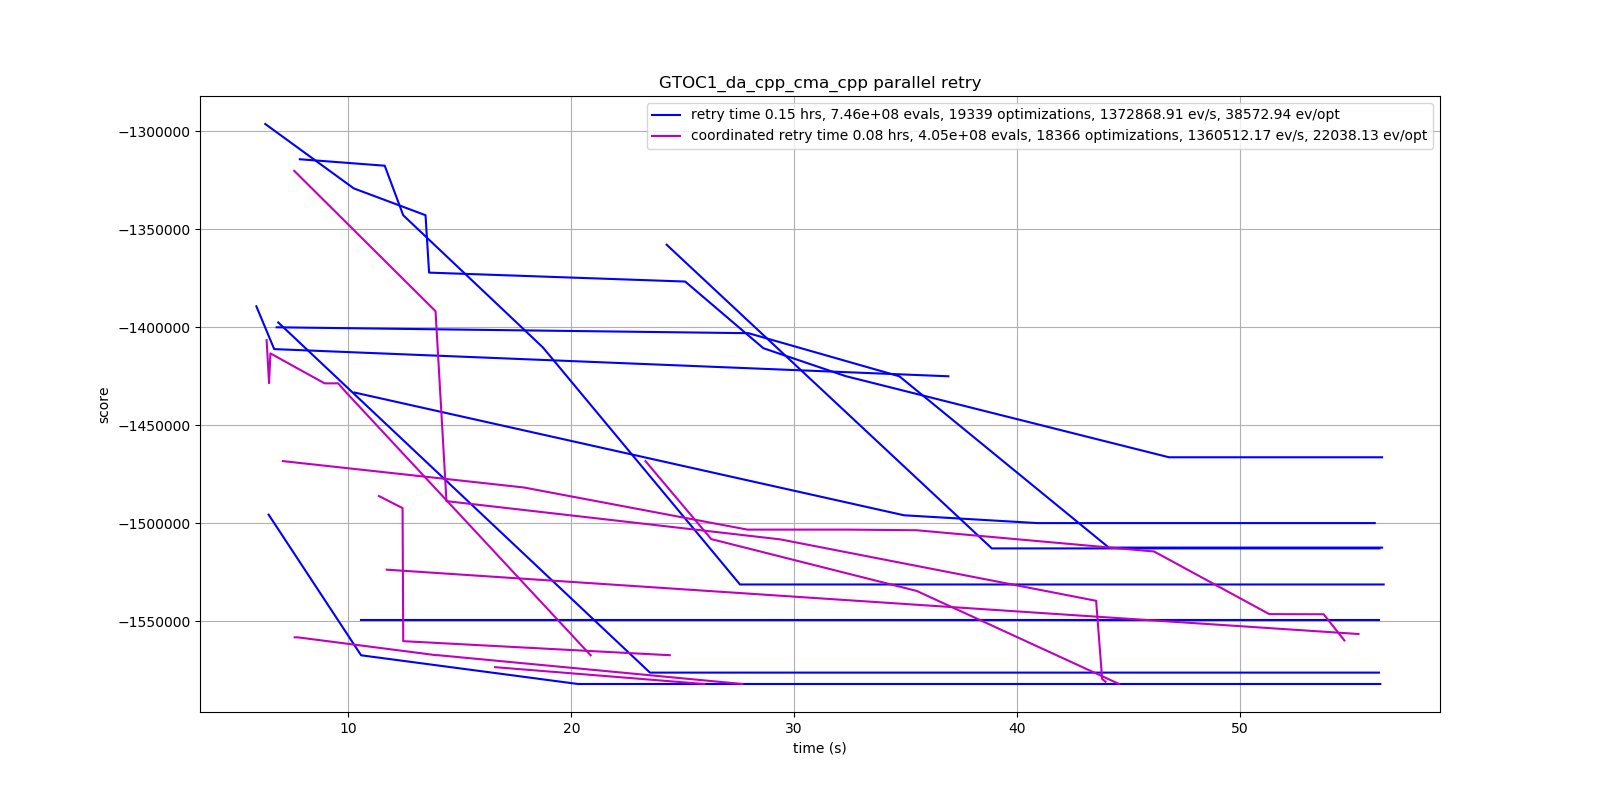 GTOC1_da_cpp_cma_cpp parallel retry
retry time 0.15 hrs, 7.46e+08 evals, 19339 optimizations, 1372868.91 ev/s, 38572.94 ev/opt
coordinated retry time 0.08 hrs, 4.05e+08 evals, 18366 optimizations, 1360512.17 ev/s, 22038.13 ev/opt
−1300000
−1350000
−1400000
−1450000
−1500000
−1550000
score
10 20 30 40 50
time (s)